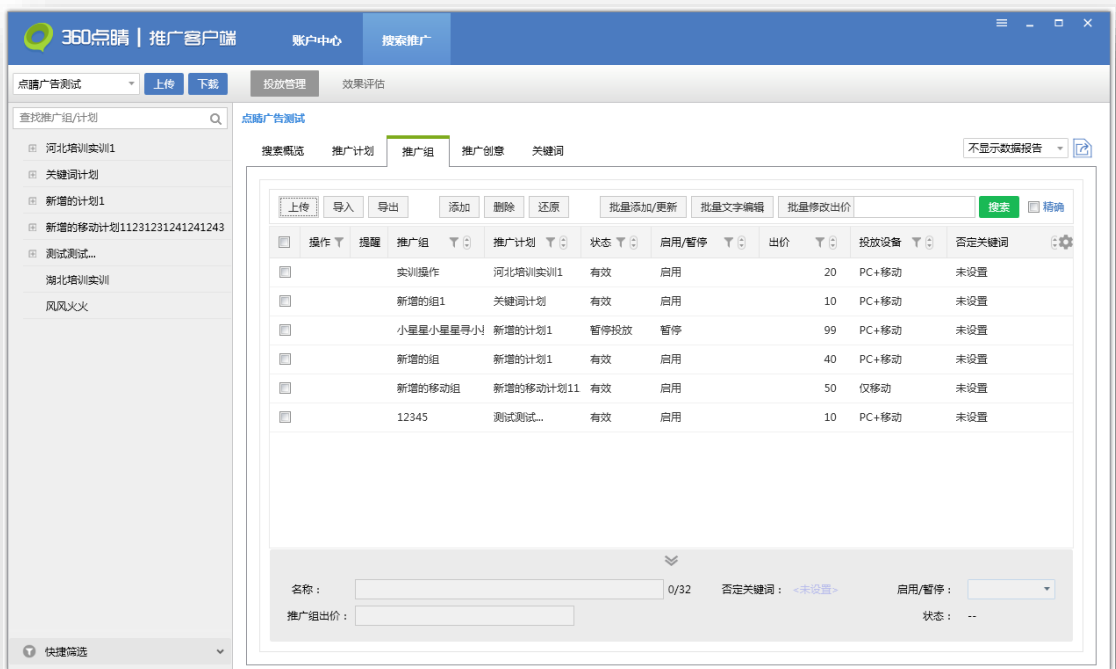 360点睛 | 推广客户端 账户中心 搜索推广
点睛广告测试 上传 下载 投放管理 效果评估
查找推广组/计划
河北培训实训1
关键词计划
新增的计划1
新增的移动计划11231231241241243
测试测试...
湖北培训实训
风风火火
快捷筛选
点睛广告测试
搜索概览 推广计划 推广组 推广创意 关键词 不显示数据报告
上传 导入 导出 添加 删除 还原 批量添加/更新 批量文字编辑 批量修改出价 搜索 精确
操作 提醒 推广组 推广计划 状态 启用/暂停 出价 投放设备 否定关键词
实训操作 河北培训实训1 有效 启用 20 PC+移动 未设置
新增的组1 关键词计划 有效 启用 10 PC+移动 未设置
小星星小星星寻小 新增的计划1 暂停投放 暂停 99 PC+移动 未设置
新增的组 新增的计划1 有效 启用 40 PC+移动 未设置
新增的移动组 新增的移动计划11 有效 启用 50 仅移动 未设置
12345 测试测试... 有效 启用 10 PC+移动 未设置
名称： 0/32 否定关键词： <未设置> 启用/暂停：
推广组出价： 状态： --